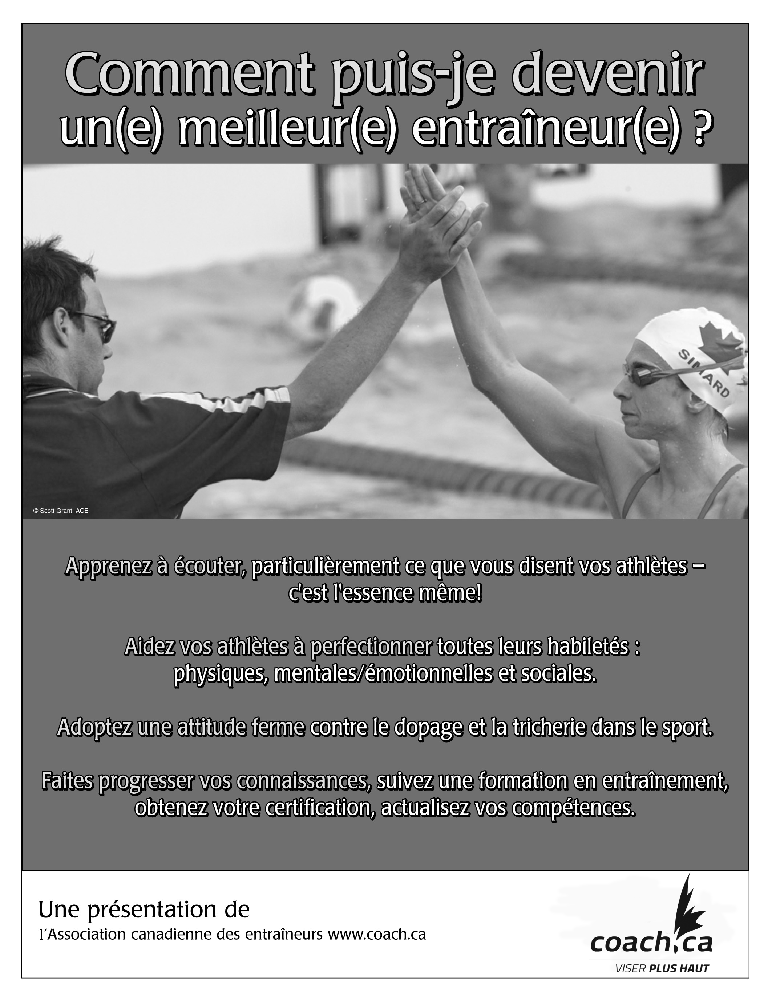 Comment puis-je devenir
un(e) meilleur(e) entraîneur(e) ?
SIMARD
© Scott Grant, ACE
Apprenez à écouter, particulièrement ce que vous disent vos athlètes –
c'est l'essence même!
Aidez vos athlètes à perfectionner toutes leurs habiletés :
physiques, mentales/émotionnelles et sociales.
Adoptez une attitude ferme contre le dopage et la tricherie dans le sport.
Faites progresser vos connaissances, suivez une formation en entraînement,
obtenez votre certification, actualisez vos compétences.
Une présentation de
l'Association canadienne des entraîneurs www.coach.ca
coach.ca
VISER PLUS HAUT